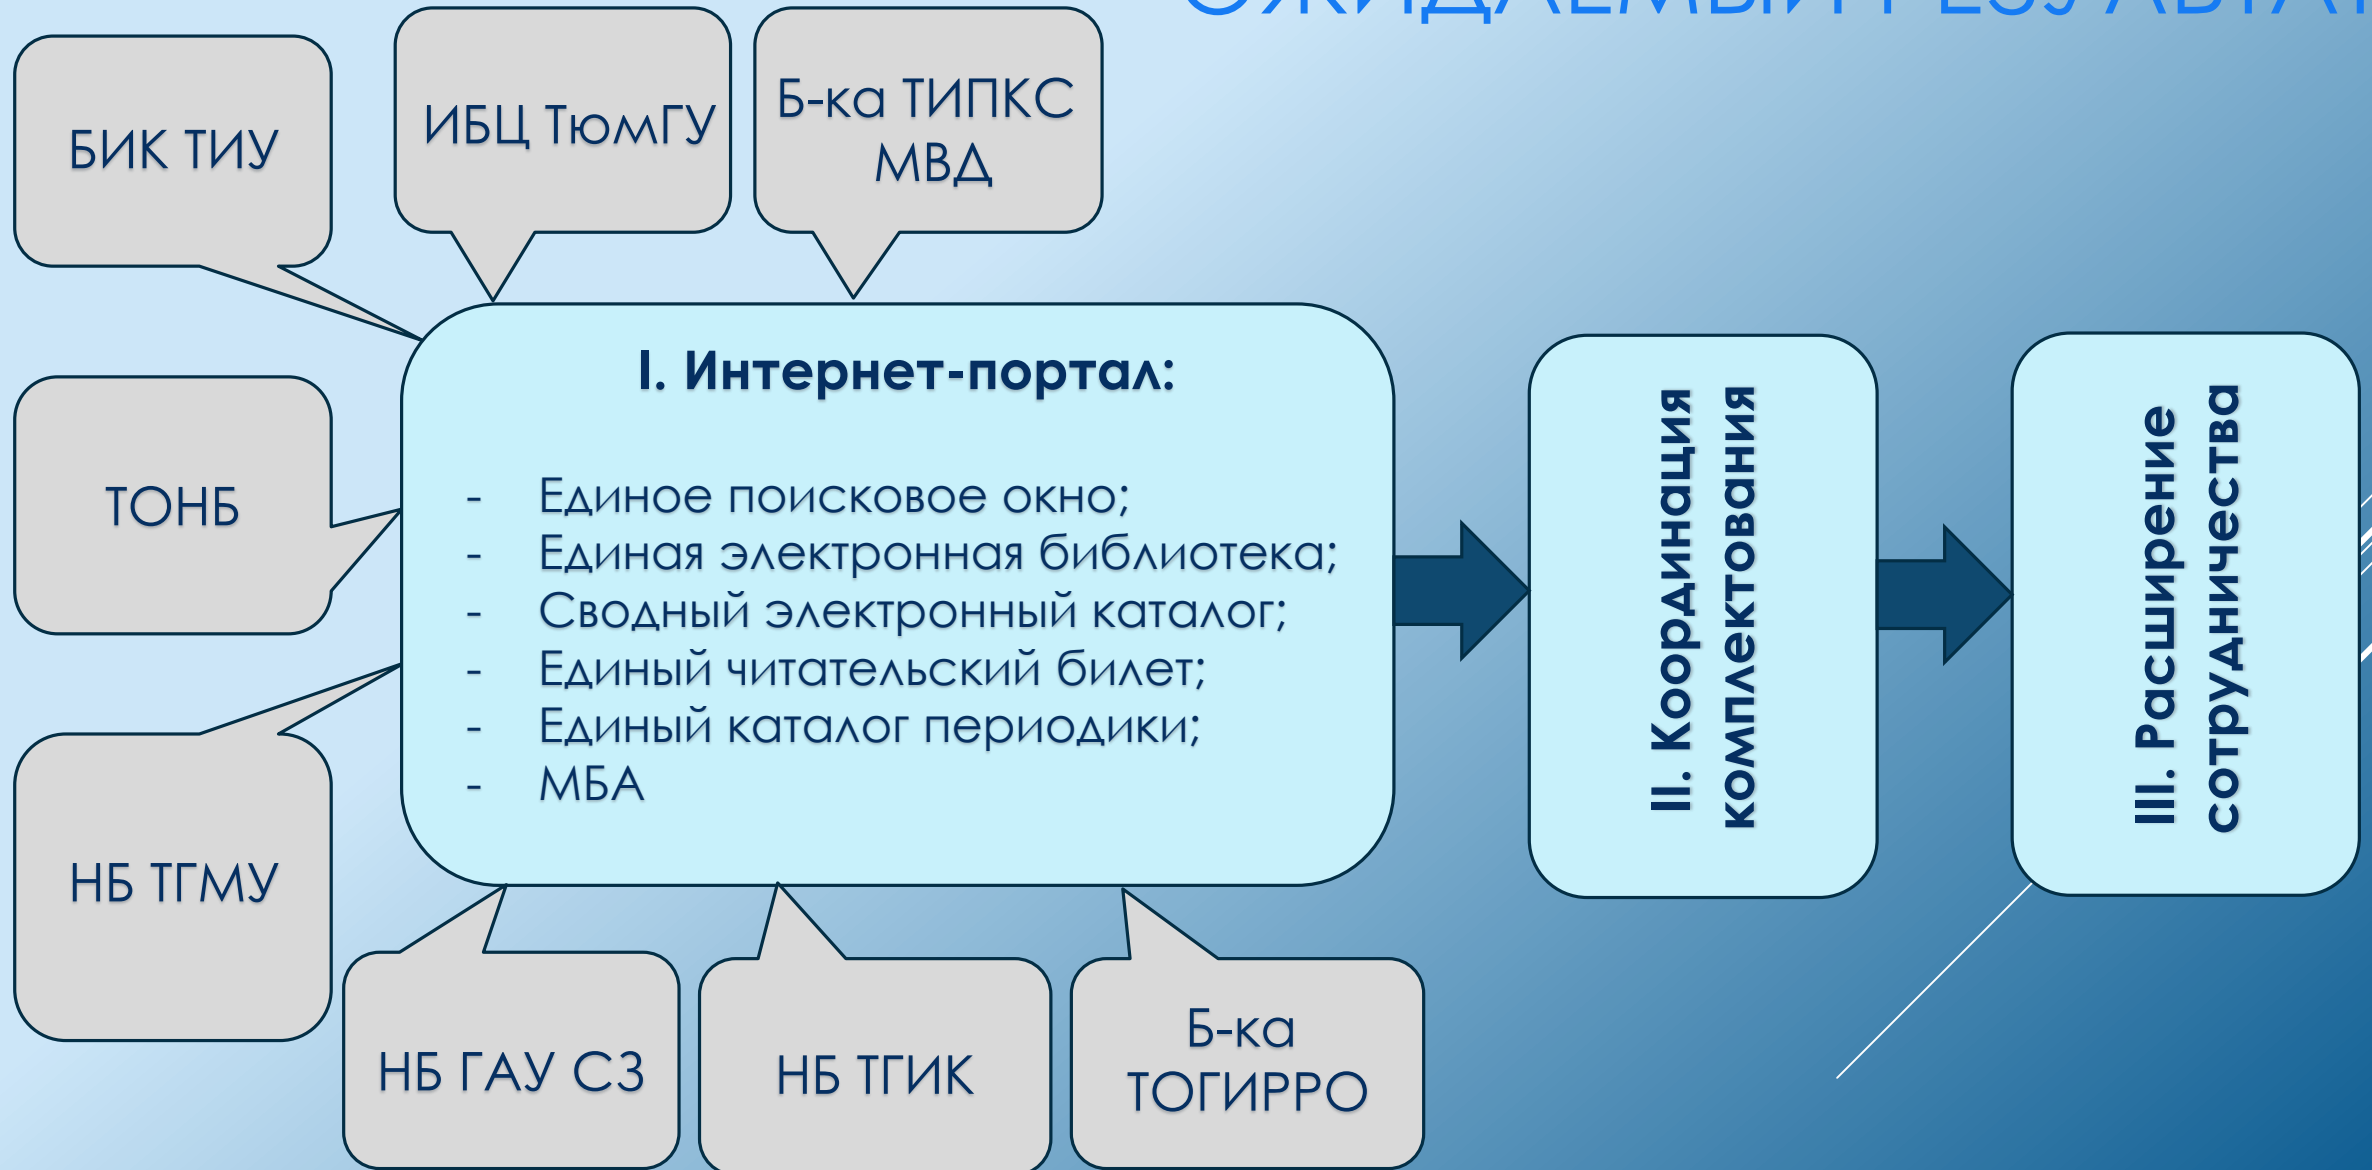 ОЖИДАЕМЫЙ РЕЗУЛЬТАТ
БИК ТИУ
ИБЦ ТюмГУ
Б-ка ТИПКС
МВД
ТОНБ
НБ ТГМУ
I. Интернет-портал:
- Единое поисковое окно;
- Единая электронная библиотека;
- Сводный электронный каталог;
- Единый читательский билет;
- Единый каталог периодики;
- МБА
II. Координация
комплектования
III. Расширение
сотрудничества
НБ ГАУ СЗ
НБ ТГИК
Б-ка
ТОГИРРО